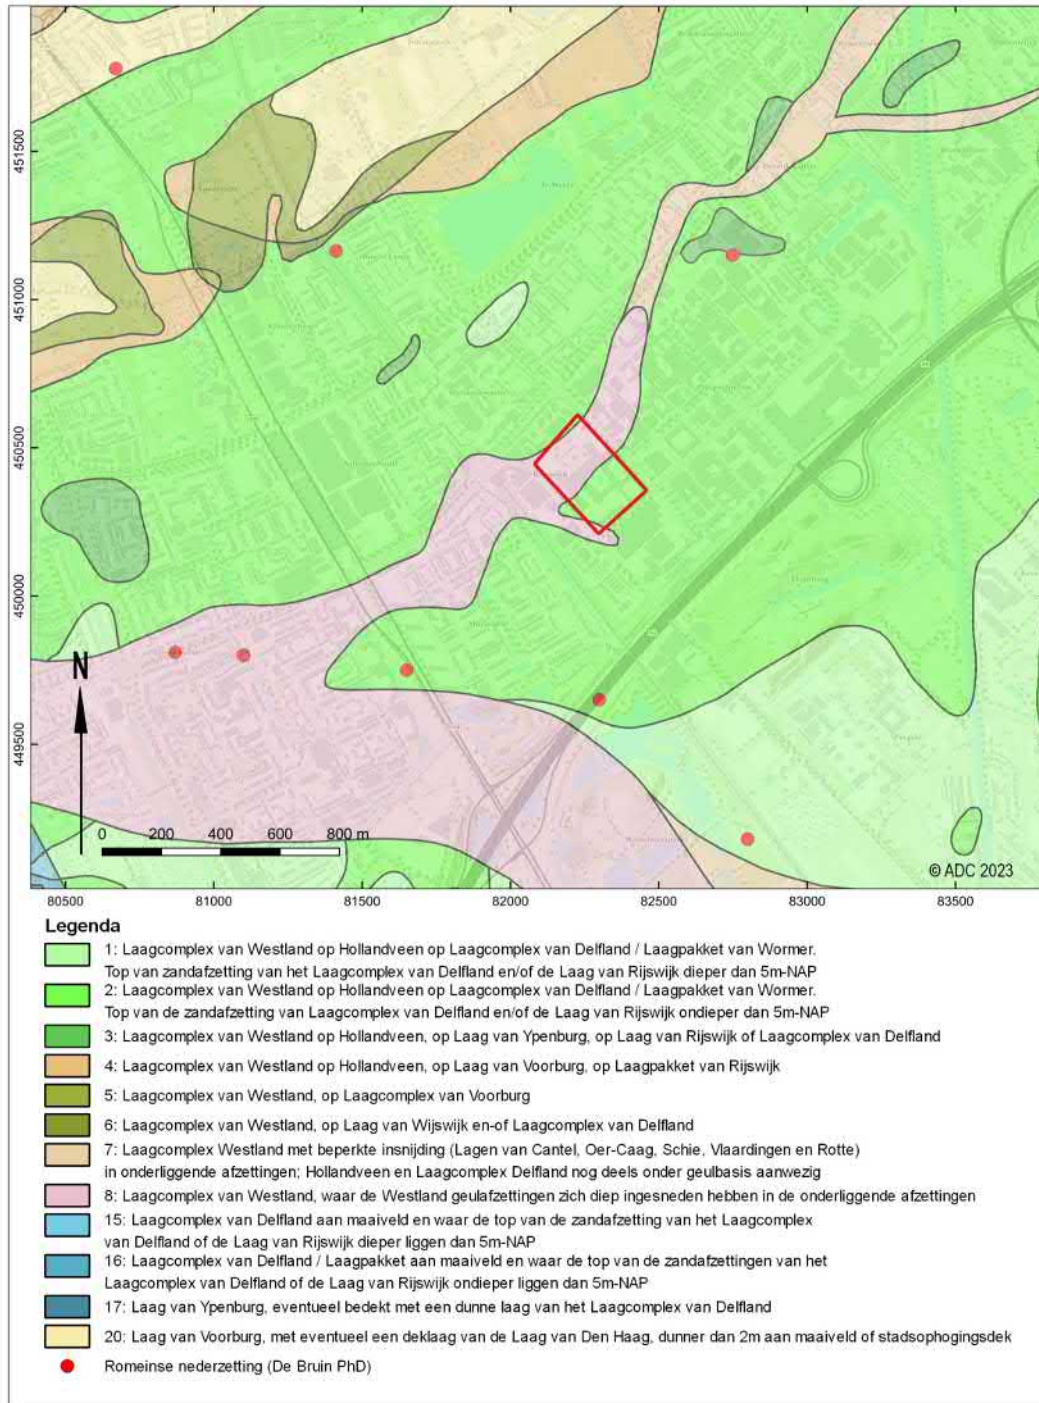 451500
451000
450500
450000
449500
N
0 200 400 600 800 m
© ADC 2023
80500 81000 81500 82000 82500 83000 83500
Legenda
1: Laagcomplex van Westland op Hollandveen op Laagcomplex van Delfland / Laagpakket van Wormer.
Top van zandafzetting van het Laagcomplex van Delfland en/of de Laag van Rijswijk dieper dan 5m-NAP
2: Laagcomplex van Westland op Hollandveen op Laagcomplex van Delfland / Laagpakket van Wormer.
Top van de zandafzetting van Laagcomplex van Delfland en/of de Laag van Rijswijk ondieper dan 5m-NAP
3: Laagcomplex van Westland op Hollandveen, op Laag van Ypenburg, op Laag van Rijswijk of Laagcomplex van Delfland
4: Laagcomplex van Westland op Hollandveen, op Laag van Voorburg, op Laagpakket van Rijswijk
5: Laagcomplex van Westland, op Laagcomplex van Voorburg
6: Laagcomplex van Westland, op Laag van Wijswijk en-of Laagcomplex van Delfland
7: Laagcomplex Westland met beperkte insnijding (Lagen van Cantel, Oer-Caag, Schie, Vlaardingen en Rotte)
in onderliggende afzettingen; Hollandveen en Laagcomplex Delfland nog deels onder geulbasis aanwezig
8: Laagcomplex van Westland, waar de Westland geulafzettingen zich diep ingesneden hebben in de onderliggende afzettingen
15: Laagcomplex van Delfland aan maaiveld en waar de top van de zandafzetting van het Laagcomplex
van Delfland of de Laag van Rijswijk dieper liggen dan 5m-NAP
16: Laagcomplex van Delfland / Laagpakket aan maaiveld en waar de top van de zandafzettingen van het
Laagcomplex van Delfland of de Laag van Rijswijk ondieper liggen dan 5m-NAP
17: Laag van Ypenburg, eventueel bedekt met een dunne laag van het Laagcomplex van Delfland
20: Laag van Voorburg, met eventueel een deklaag van de Laag van Den Haag, dunner dan 2m aan maaiveld of stadsophogingsdek
Romeinse nederzetting (De Bruin PhD)